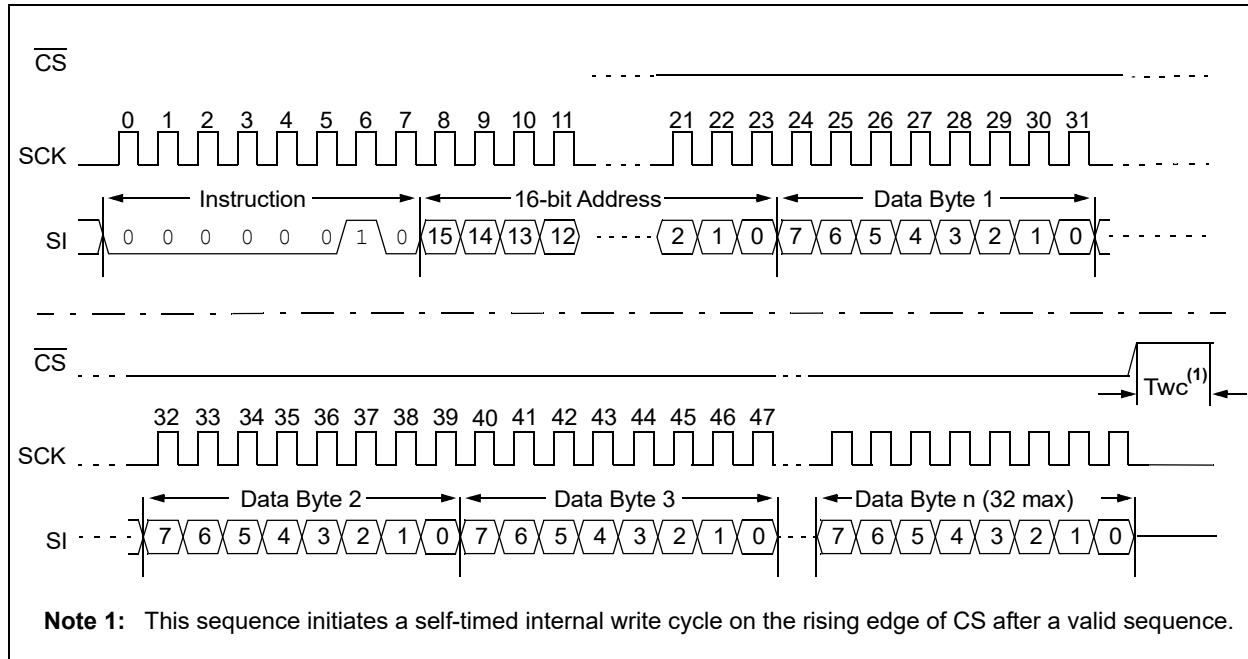 CS
0 1 2 3 4 5 6 7 8 9 10 11 21 22 23 24 25 26 27 28 29 30 31
SCK
Instruction 16-bit Address Data Byte 1
SI 0 0 0 0 0 0 1 0 15 14 13 12 2 1 0 7 6 5 4 3 2 1 0
CS
Twc(1)
32 33 34 35 36 37 38 39 40 41 42 43 44 45 46 47
SCK
Data Byte 2 Data Byte 3 Data Byte n (32 max)
SI 7 6 5 4 3 2 1 0 7 6 5 4 3 2 1 0 7 6 5 4 3 2 1 0
Note 1: This sequence initiates a self-timed internal write cycle on the rising edge of CS after a valid sequence.